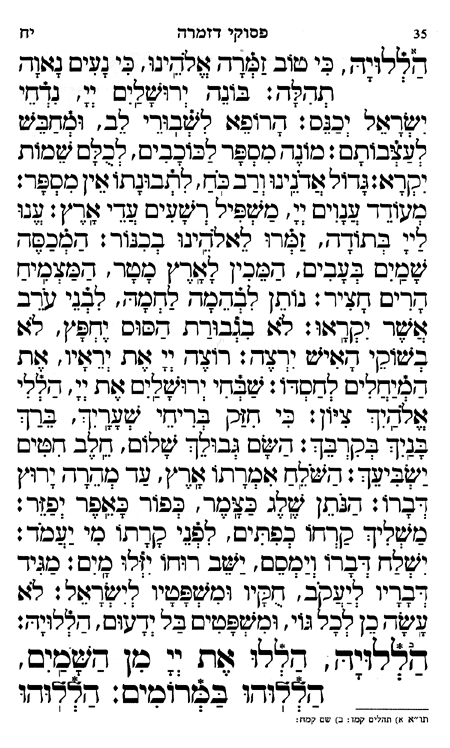 35 פסוקי דזמרה יח
הַלְלוּיָהּ, כִּי טוֹב זַמְּרָה אֱלֹהֵינוּ, כִּי נָעִים נָאוָה
תְהִלָּה: בּוֹנֵה יְרוּשָׁלַיִם יְיָ, נִדְחֵי
יִשְׂרָאֵל יְכַנֵּס: הָרוֹפֵא לִשְׁבוּרֵי לֵב, וּמְחַבֵּשׁ
לְעַצְּבוֹתָם: מוֹנֶה מִסְפָּר לַכּוֹכָבִים, לְכֻלָּם שֵׁמוֹת
יִקְרָא: גָּדוֹל אֲדֹנֵינוּ וְרַב כֹּחַ, לִתְבוּנָתוֹ אֵין מִסְפָּר:
מְעוֹדֵד עֲנָוִים יְיָ, מַשְׁפִּיל רְשָׁעִים עֲדֵי אָרֶץ: עֱנוּ
לַייָ בְּתוֹדָה, זַמְּרוּ לֵאלֹהֵינוּ בְכִנּוֹר: הַמְכַסֶּה
שָׁמַיִם בְּעָבִים, הַמֵּכִין לָאָרֶץ מָטָר, הַמַּצְמִיחַ
הָרִים חָצִיר: נוֹתֵן לִבְהֵמָה לַחְמָהּ, לִבְנֵי עֹרֵב
אֲשֶׁר יִקְרָאוּ: לֹא בִגְבוּרַת הַסּוּס יֶחְפָּץ, לֹא
בְשׁוֹקֵי הָאִישׁ יִרְצֶה: רוֹצֶה יְיָ אֶת יְרֵאָיו, אֶת
הַמְיַחֲלִים לְחַסְדּוֹ: שַׁבְּחִי יְרוּשָׁלַיִם אֶת יְיָ, הַלְלִי
אֱלֹהַיִךְ צִיּוֹן: כִּי חִזַּק בְּרִיחֵי שְׁעָרָיִךְ, בֵּרַךְ
בָּנַיִךְ בְּקִרְבֵּךְ: הַשָּׂם גְּבוּלֵךְ שָׁלוֹם, חֵלֶב חִטִּים
יַשְׂבִּיעֵךְ: הַשֹּׁלֵחַ אִמְרָתוֹ אָרֶץ, עַד מְהֵרָה יָרוּץ
דְּבָרוֹ: הַנֹּתֵן שֶׁלֶג כַּצָּמֶר, כְּפוֹר כָּאֵפֶר יְפַזֵּר:
מַשְׁלִיךְ קַרְחוֹ כְפִתִּים, לִפְנֵי קָרָתוֹ מִי יַעֲמֹד:
יִשְׁלַח דְּבָרוֹ וְיַמְסֵם, יַשֵּׁב רוּחוֹ יִזְּלוּ מָיִם: מַגִּיד
דְּבָרָיו לְיַעֲקֹב, חֻקָּיו וּמִשְׁפָּטָיו לְיִשְׂרָאֵל: לֹא
עָשָׂה כֵן לְכָל גּוֹי, וּמִשְׁפָּטִים בַּל יְדָעוּם, הַלְלוּיָהּ:
הַלְלוּיָהּ, הַלְלוּ אֶת יְיָ מִן הַשָּׁמַיִם,
הַלְלוּהוּ בַּמְּרוֹמִים: הַלְלוּהוּ
תו״א א) תהלים קמז: ב) שם קמח: